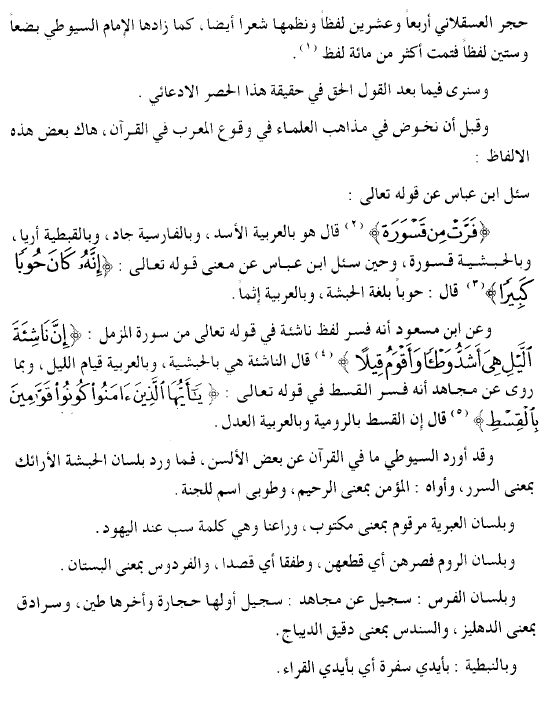 حجر العسقلاني أربعاً وعشرين لفظاً ونظمها شعرا أيضا، كما زادها الإمام السيوطي بضعاً
وستين لفظاً فتمت أكثر من مائة لفظ (١).
وسنرى فيما بعد القول الحق في حقيقة هذا الحصر الادعائي.
وقبل أن نخوض في مذاهب العلماء في وقوع المعرب في القرآن، هاك بعض هذه
الالفاظ :
سئل ابن عباس عن قوله تعالى :
﴿فَرَّتْ مِن قَسْوَرَةٍ﴾ (٢) قال هو بالعربية الأسد، وبالفارسية جاد، وبالقبطية أريا،
وبالحبشية قسورة، وحين سئل ابن عباس عن معنى قوله تعالى : ﴿إِنَّهُ كَانَ حُوبًا
كَبِيرًا﴾ (٣) قال : حوباً بلغة الحبشة، وبالعربية إثماً.
وعن ابن مسعود أنه فسر لفظ ناشئة في قوله تعالى من سورة المزمل : ﴿إِنَّ نَاشِئَةَ
الَّيْلِ هِىَ أَشَدُّ وَطْـًٔا وَأَقْوَمُ قِيلًا﴾ (٤) قال الناشئة هي بالحبشية، وبالعربية قيام الليل، وبما
روى عن مجاهد أنه فسر القسط في قوله تعالى : ﴿يَٰٓأَيُّهَا الَّذِينَ ءَامَنُوا۟ كُونُوا۟ قَوَّٰمِينَ
بِالْقِسْطِ﴾ (٥) قال إن القسط بالرومية وبالعربية العدل.
وقد أورد السيوطي ما في القرآن عن بعض الألسن، فما ورد بلسان الحبشة الأرائك
بمعنى السرر، وأواه : المؤمن بمعنى الرحيم، وطوبى اسم للجنة.
وبلسان العبرية مرقوم بمعنى مكتوب، وراعنا وهي كلمة سب عند اليهود.
وبلسان الروم فصرهن أي قطعهن، وطفقا أي قصدا، والفردوس بمعنى البستان.
وبلسان الفرس : سجيل عن مجاهد : سجيل أولها حجارة وأخرها طين، وسرادق
بمعنى الدهليز، والسندس بمعنى دقيق الديباج.
وبالنبطية : بأيدي سفرة أي بأيدي القراء.